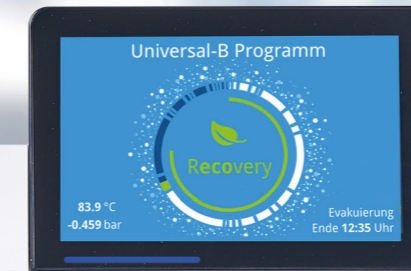 Universal-B Programm
Recovery
83.9 °C
-0.459 bar
Evakuierung
Ende 12:35 Uhr